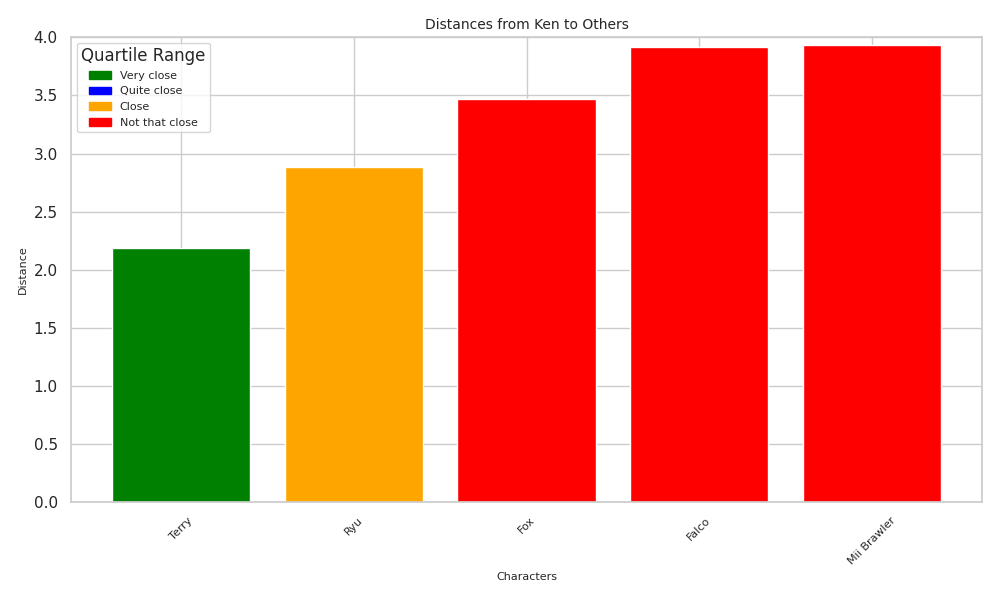 Distances from Ken to Others
Quartile Range
Very close
Quite close
Close
Not that close
4.0
3.5
3.0
2.5
2.0
1.5
1.0
0.5
0.0
Distance
Terry
Ryu
Fox
Falco
Mii Brawler
Characters